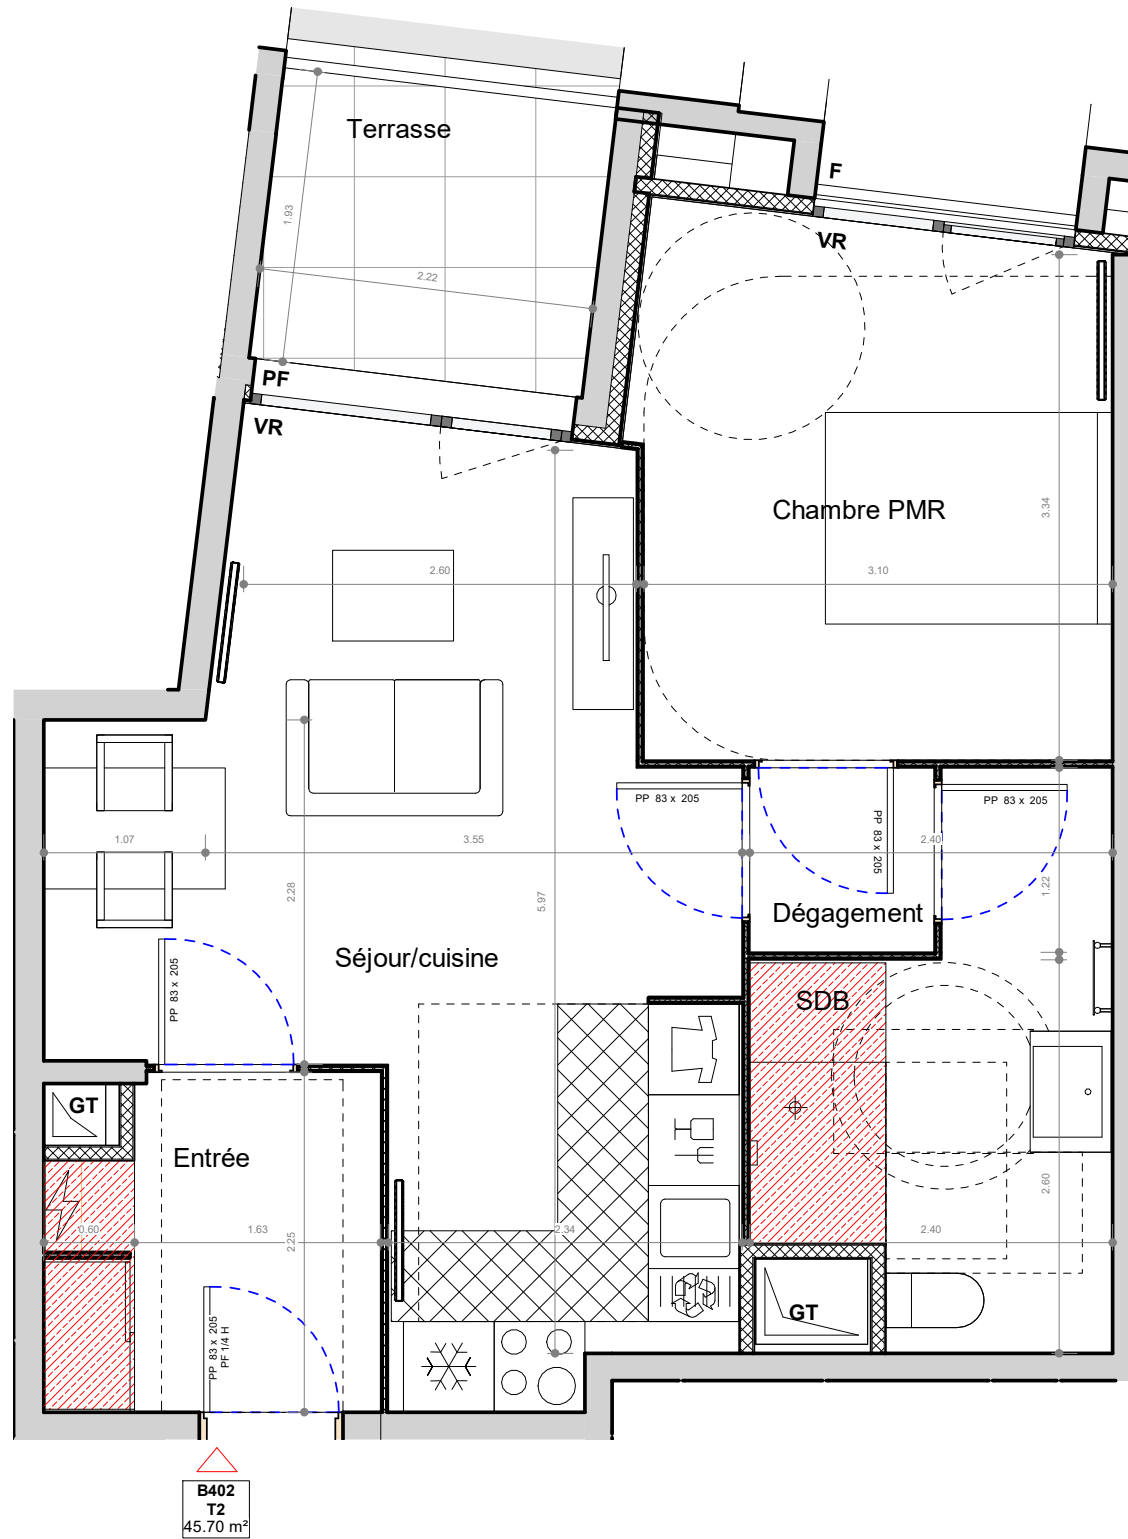 Terrasse
1.93
2.22
F
VR
PF
VR
Chambre PMR
3.34
2.60
3.10
PP 83 x 205
PP 83 x 205
PP 83 x 205
1.07
3.55
2.40
2.28
5.97
1.22
Dégagement
Séjour/cuisine
PP 83 x 205
SDB
GT
Entrée
0.60
1.63
2.25
2.34
2.40
2.60
GT
PP 83 x 205
PF 1/4 H
B402
T2
45.70 m²